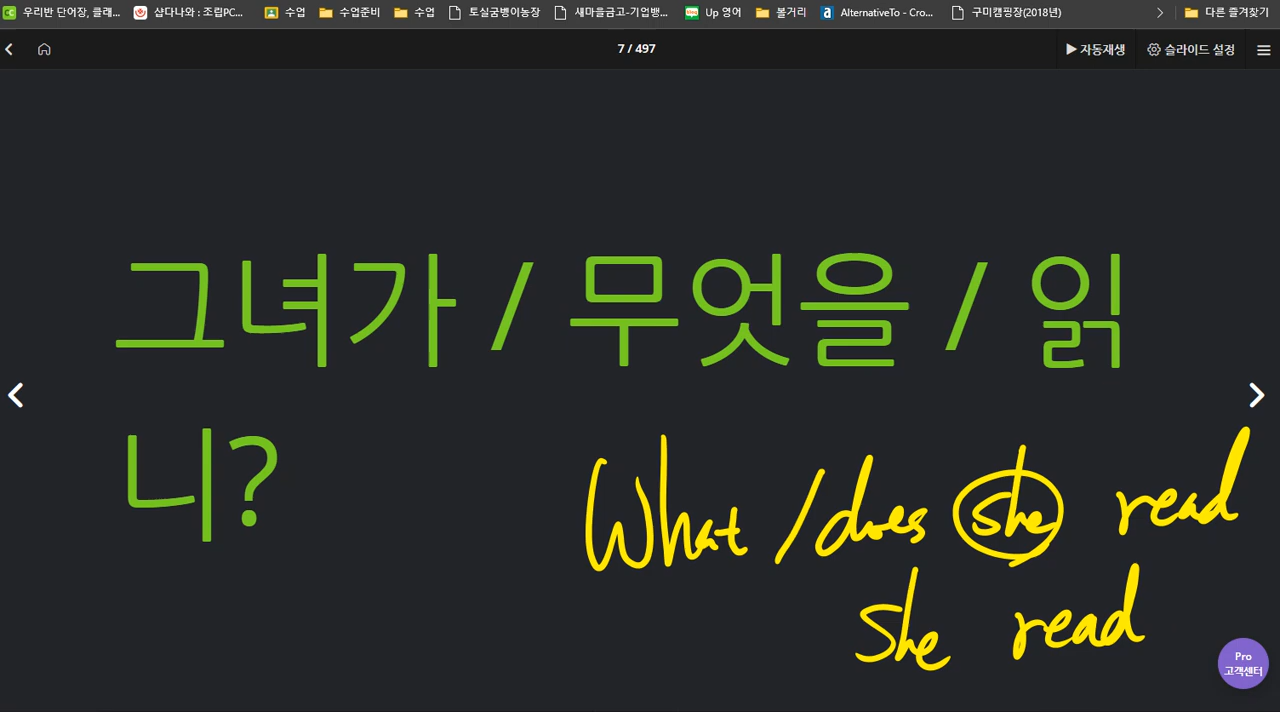 우리반 단어장, 클래... 샵다나와 : 조립PC... 수업 수업준비 수업 토실굼벵이농장 새마을금고-기업뱅... Up 영어 볼거리 AlternativeTo - Cro... 구미캠핑장(2018년) 다른 즐겨찾기
7 / 497 자동재생 슬라이드 설정
그녀가 / 무엇을 / 읽
니?
What / does she read
she read
Pro
고객센터